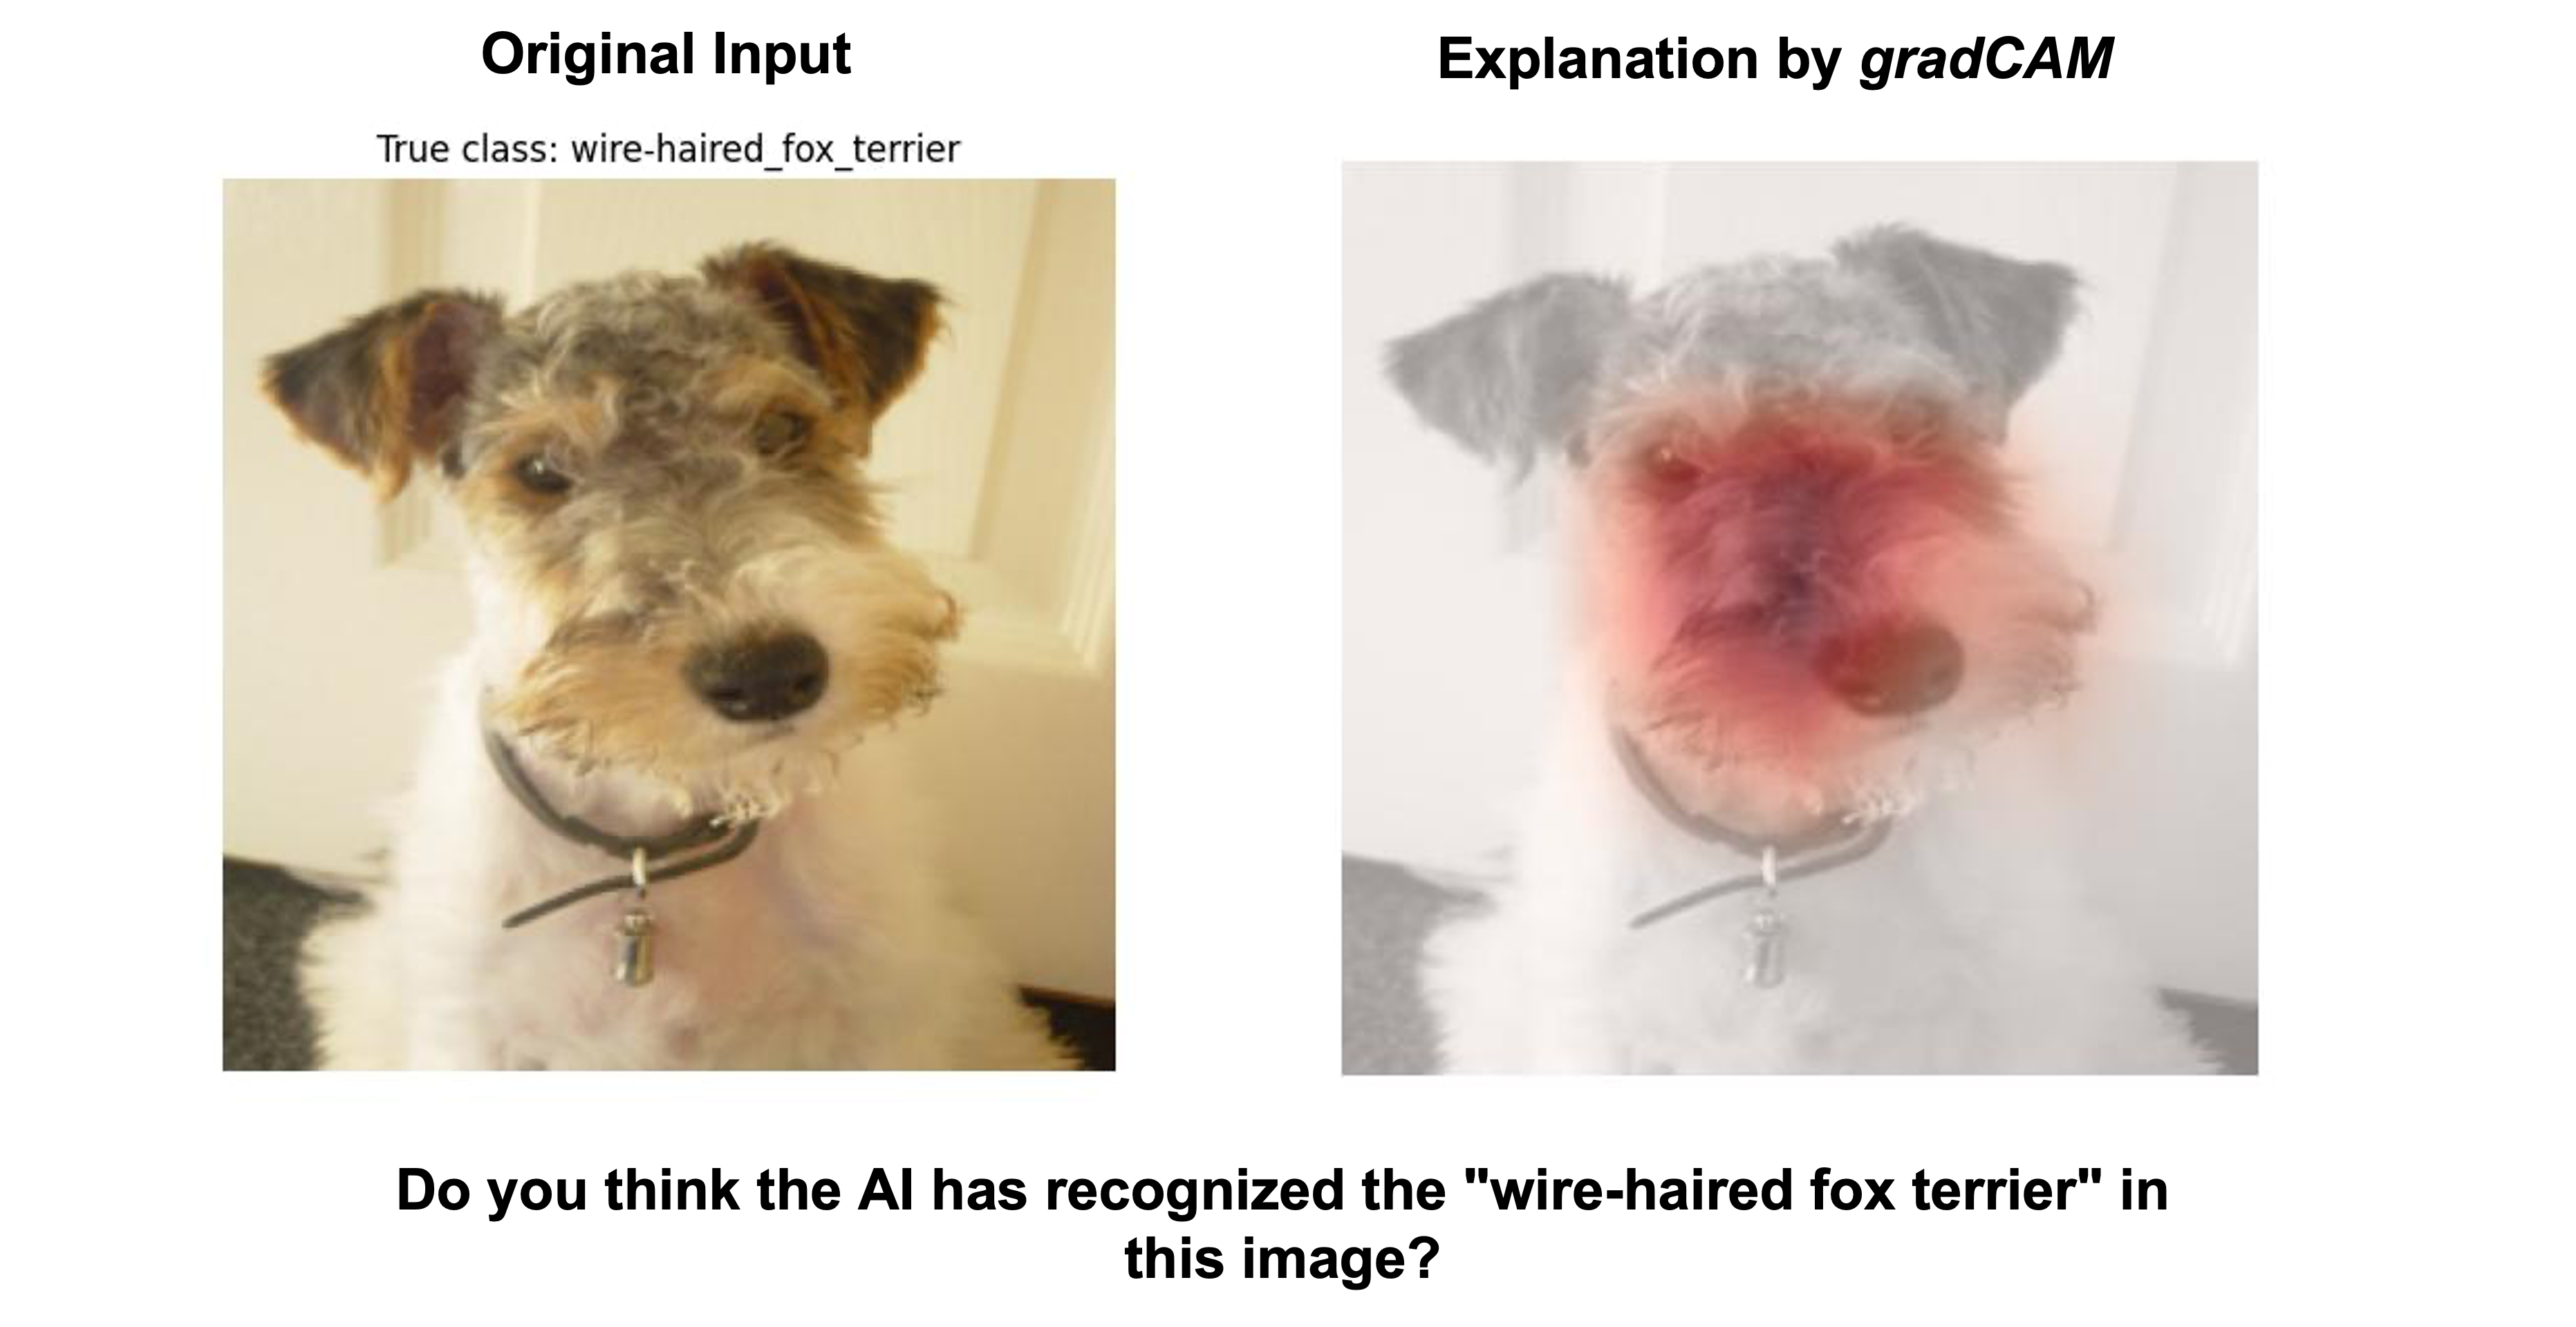 Original Input
Explanation by gradCAM
True class: wire-haired_fox_terrier
Do you think the AI has recognized the "wire-haired fox terrier" in
this image?